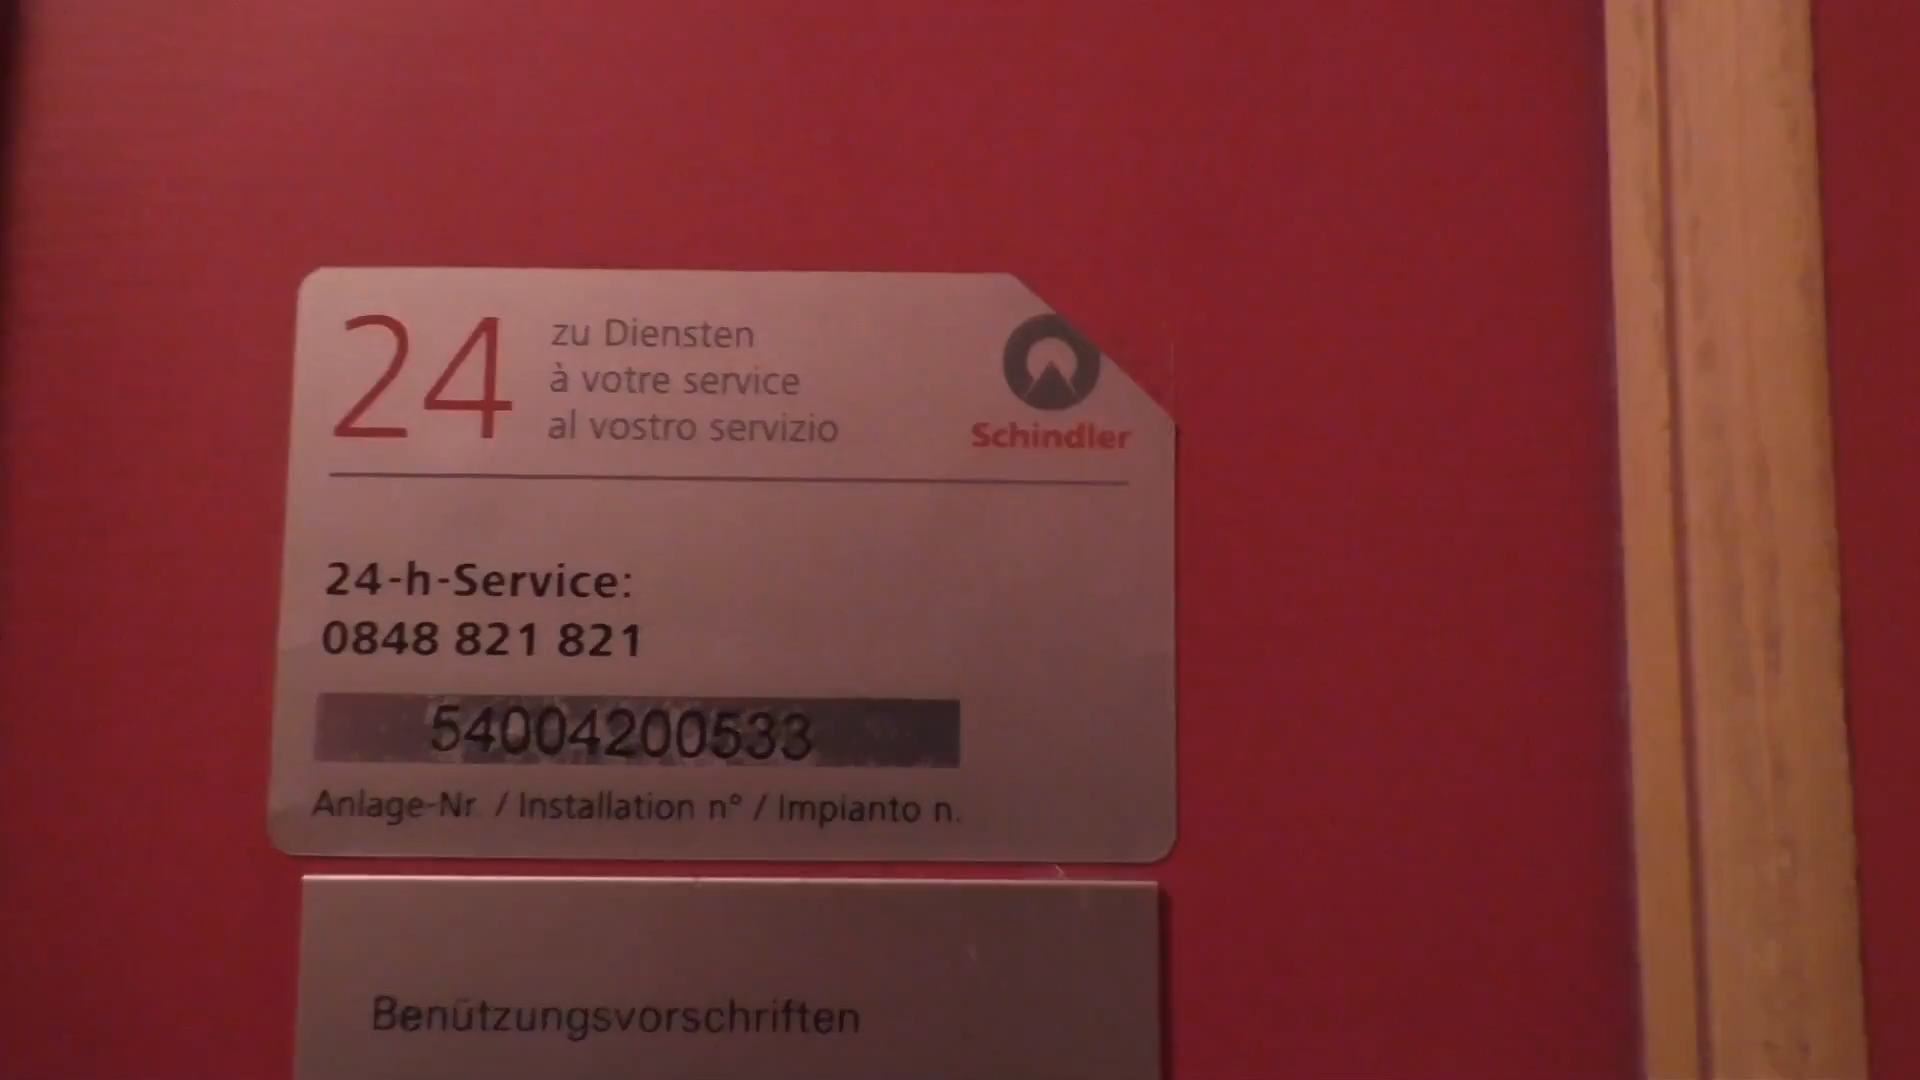 24
zu Diensten
à votre service
al vostro servizio
Schindler
24-h-Service:
0848 821 821
54004200533
Anlage-Nr. / Installation n° / Impianto n.
Benützungsvorschriften